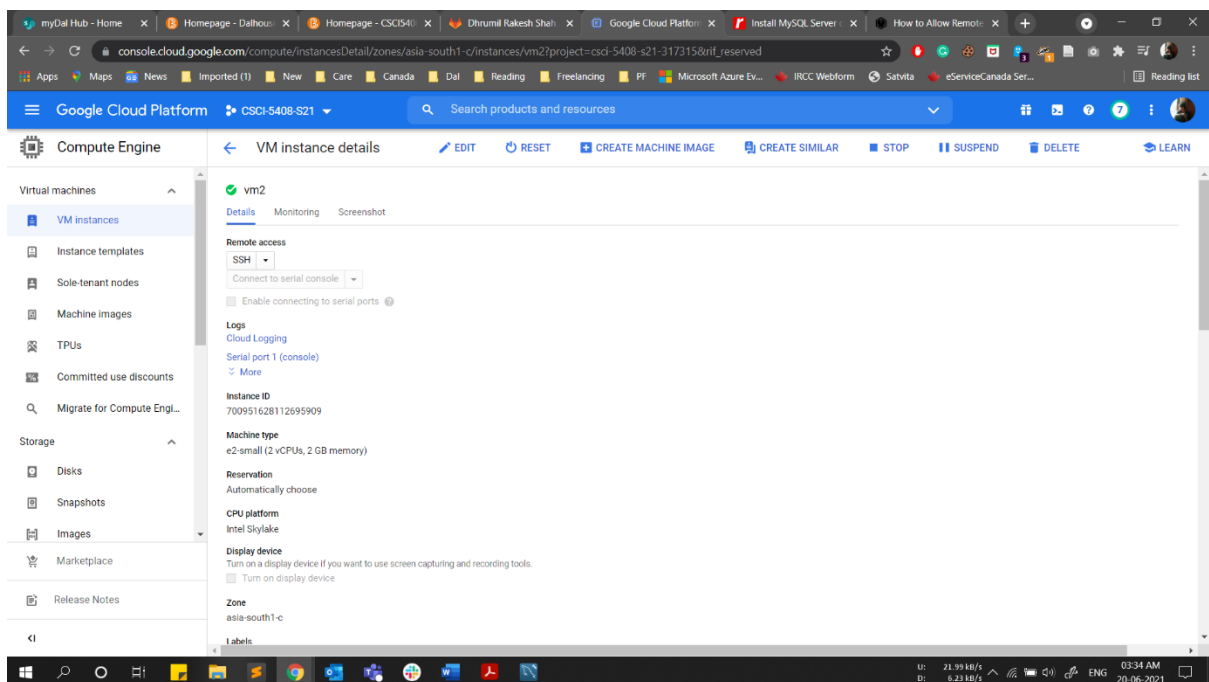 myDal Hub - Home
Homepage - Dalhousi
Homepage - CSCI540
Dhrumil Rakesh Shah
Google Cloud Platform
Install MySQL Server
How to Allow Remote
console.cloud.google.com/compute/instancesDetail/zones/asia-south1-c/instances/vm2?project=csci-5408-s21-317315&rif_reserved
Apps Maps News Imported (1) New Care Canada Dal Reading Freelancing PF Microsoft Azure Ev... IRCC Webform Satvita eServiceCanada Ser... Reading list
Google Cloud Platform CSCI-5408-S21 Search products and resources 7
Compute Engine VM instance details EDIT RESET CREATE MACHINE IMAGE CREATE SIMILAR STOP SUSPEND DELETE LEARN
Virtual machines
VM instances
Instance templates
Sole-tenant nodes
Machine images
TPUs
Committed use discounts
Migrate for Compute Engi...
Storage
Disks
Snapshots
Images
Marketplace
Release Notes
vm2
Details Monitoring Screenshot
Remote access
SSH
Connect to serial console
Enable connecting to serial ports
Logs
Cloud Logging
Serial port 1 (console)
More
Instance ID
700951628112695909
Machine type
e2-small (2 vCPUs, 2 GB memory)
Reservation
Automatically choose
CPU platform
Intel Skylake
Display device
Turn on a display device if you want to use screen capturing and recording tools.
Turn on display device
Zone
asia-south1-c
Labels
U: 21.99 kB/s
D: 6.23 kB/s
ENG
03:34 AM
20-06-2021